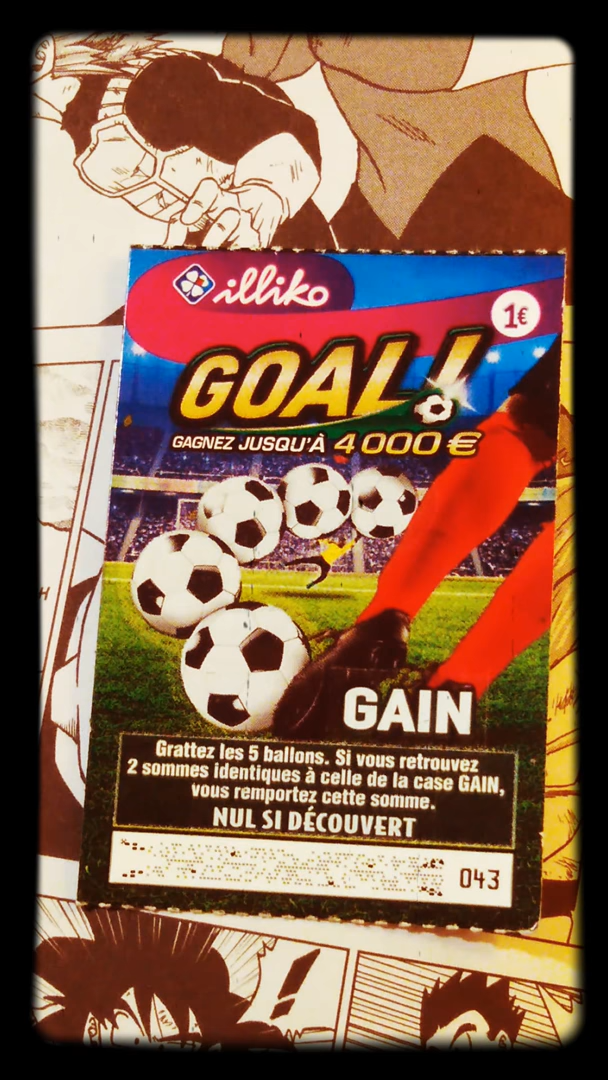 illiko
1€
GOAL!
GAGNEZ JUSQU'À 4 000 €
GAIN
Grattez les 5 ballons. Si vous retrouvez
2 sommes identiques à celle de la case GAIN,
vous remportez cette somme.
NUL SI DÉCOUVERT
043
H